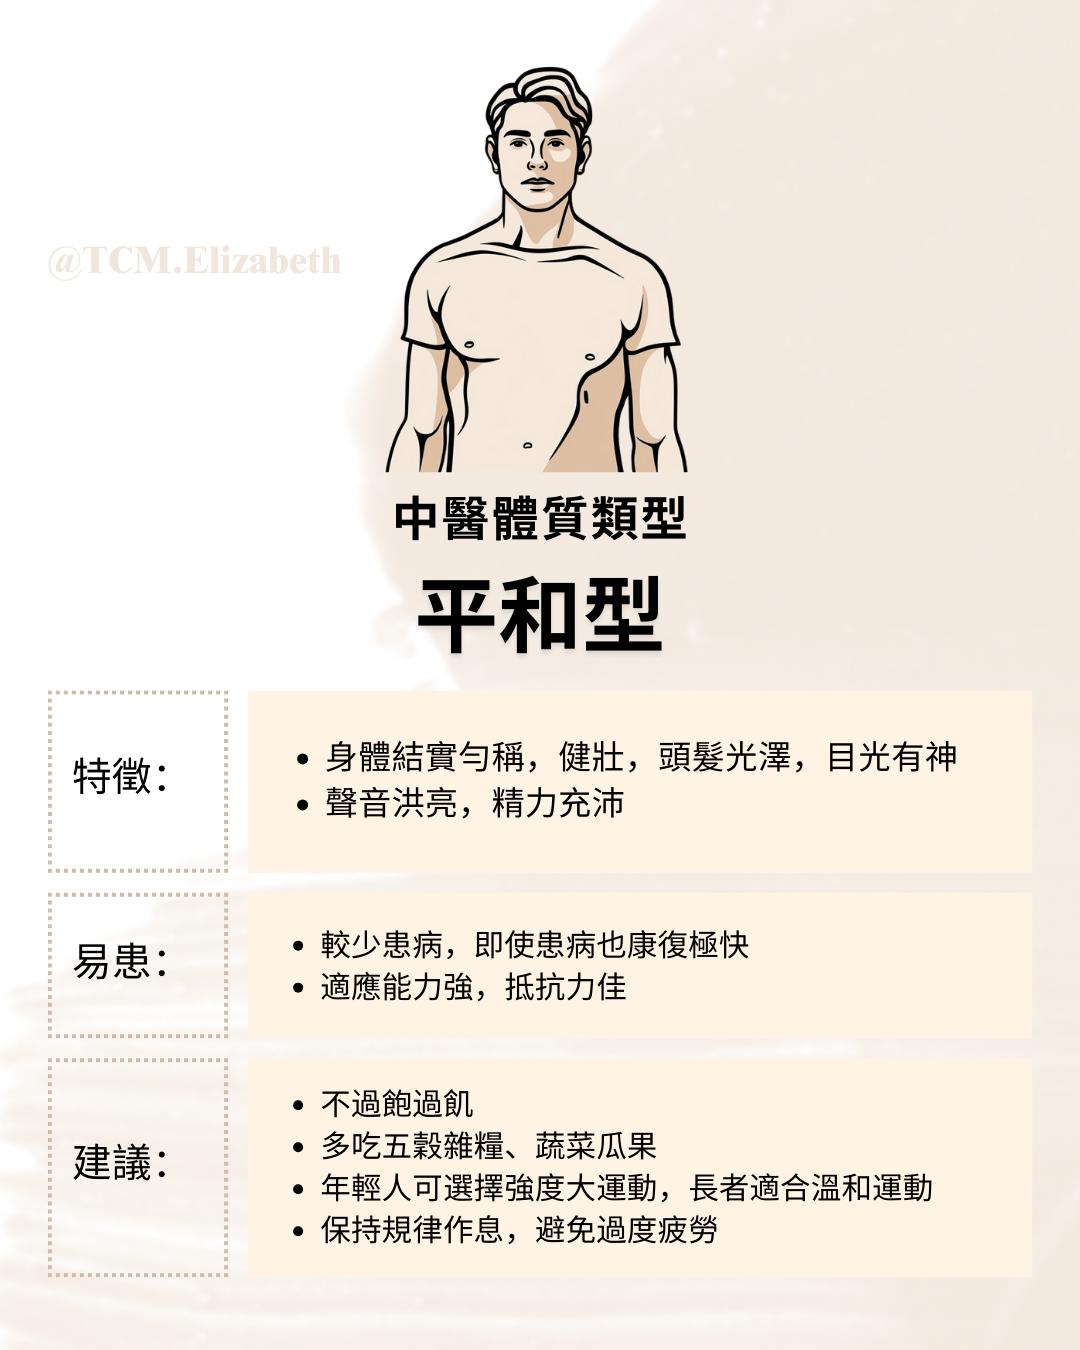 @TCM.Elizabeth
中醫體質類型
平和型
特徵：
• 身體結實勻稱，健壯，頭髮光澤，目光有神
• 聲音洪亮，精力充沛
易患：
• 較少患病，即使患病也康復極快
• 適應能力強，抵抗力佳
建議：
• 不過飽過飢
• 多吃五穀雜糧、蔬菜瓜果
• 年輕人可選擇強度大運動，長者適合溫和運動
• 保持規律作息，避免過度疲勞